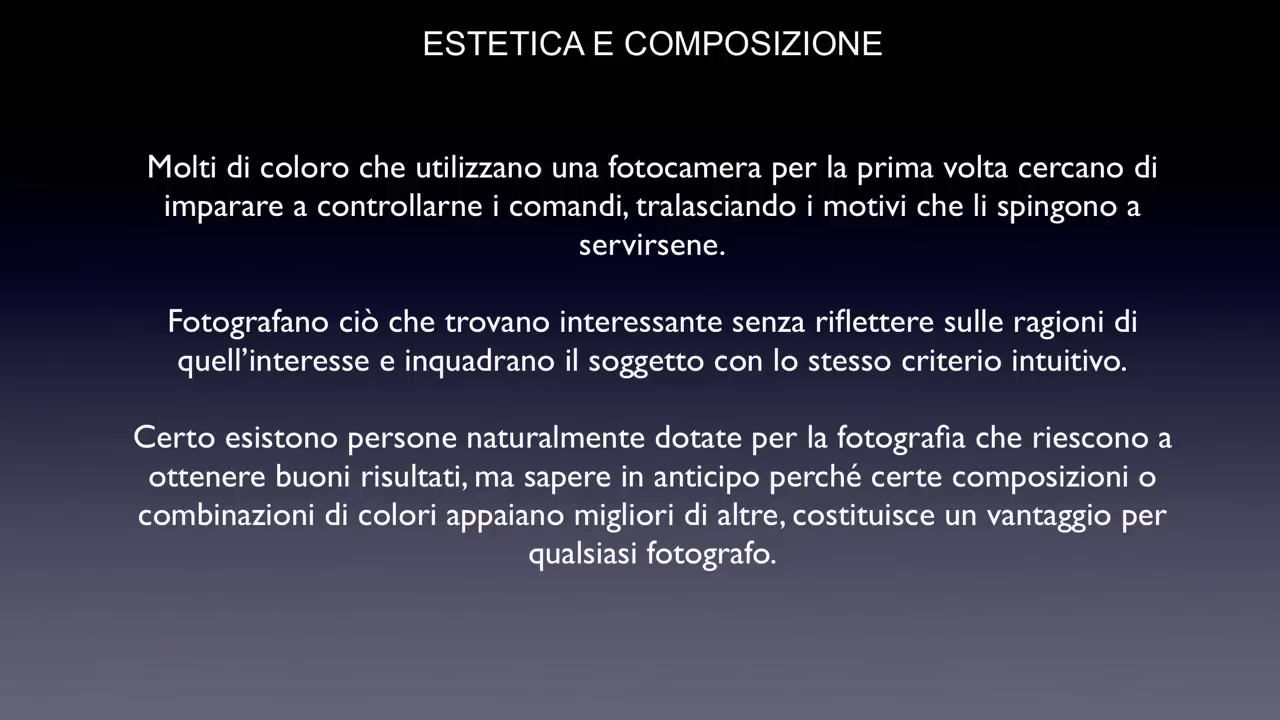 ESTETICA E COMPOSIZIONE
Molti di coloro che utilizzano una fotocamera per la prima volta cercano di
imparare a controllarne i comandi, tralasciando i motivi che li spingono a
servirsene.
Fotografano ciò che trovano interessante senza riflettere sulle ragioni di
quell’interesse e inquadrano il soggetto con lo stesso criterio intuitivo.
Certo esistono persone naturalmente dotate per la fotografia che riescono a
ottenere buoni risultati, ma sapere in anticipo perché certe composizioni o
combinazioni di colori appaiano migliori di altre, costituisce un vantaggio per
qualsiasi fotografo.